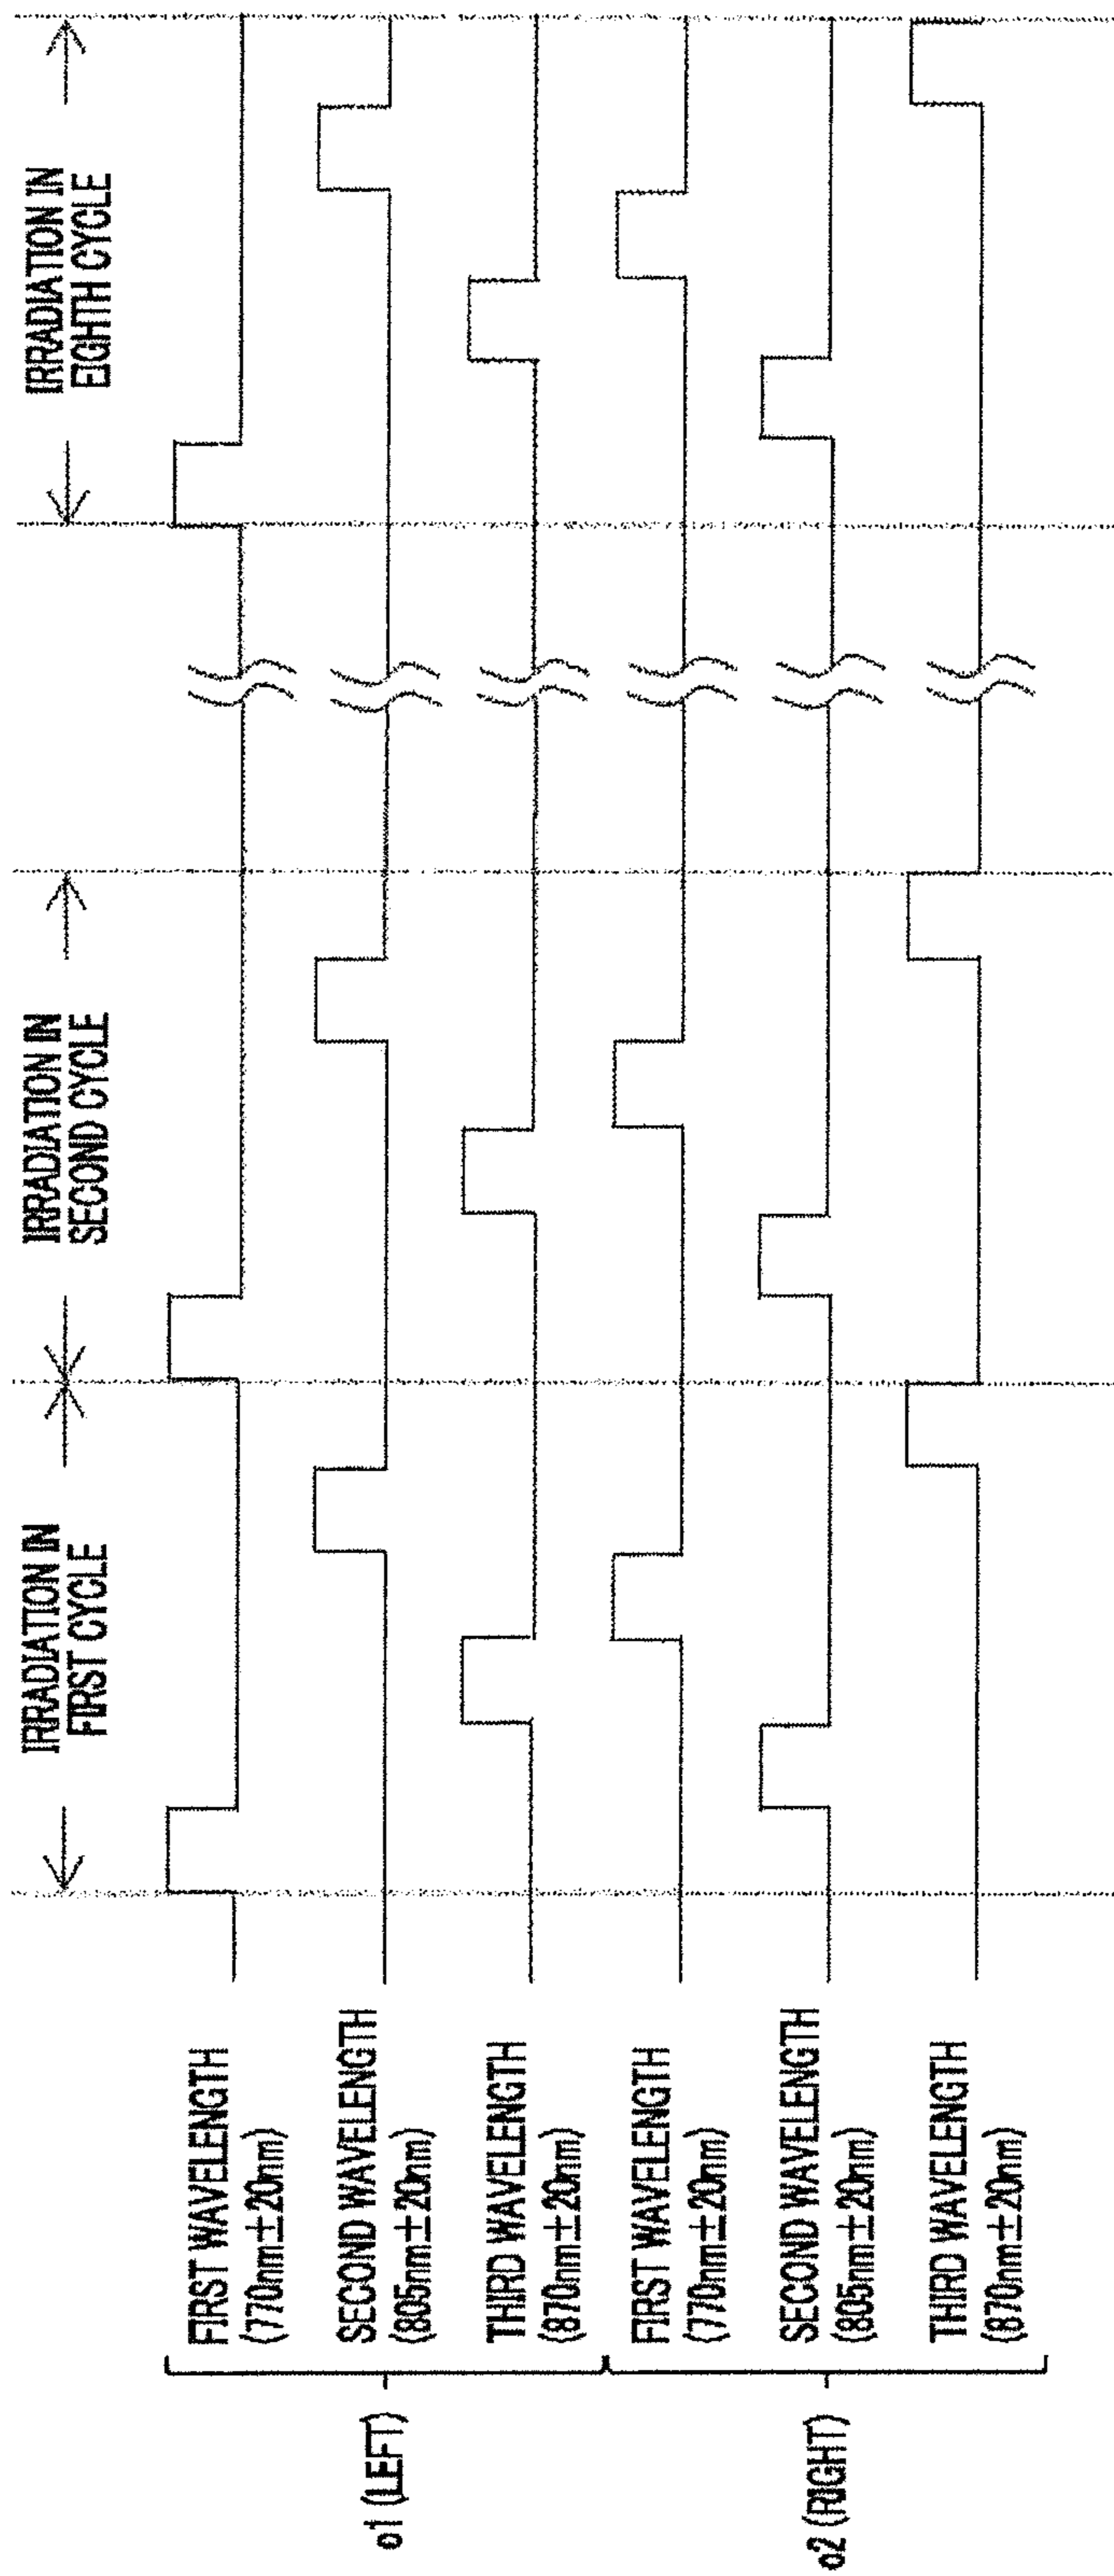 IRRADIATION IN
FIRST CYCLE
IRRADIATION IN
SECOND CYCLE
IRRADIATION IN
EIGHTH CYCLE
o1 (LEFT)
FIRST WAVELENGTH
(770nm±20nm)
SECOND WAVELENGTH
(805nm±20nm)
THIRD WAVELENGTH
(870nm±20nm)
o2 (RIGHT)
FIRST WAVELENGTH
(770nm±20nm)
SECOND WAVELENGTH
(805nm±20nm)
THIRD WAVELENGTH
(870nm±20nm)